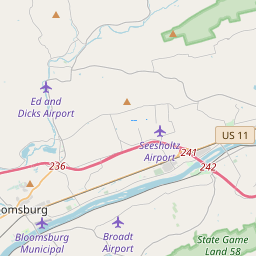 Ed and
Dicks Airport
US 11
Seesholtz
Airport
241
236
242
omsburg
Bloomsburg
Municipal
Broadt
Airport
State Game
Land 58